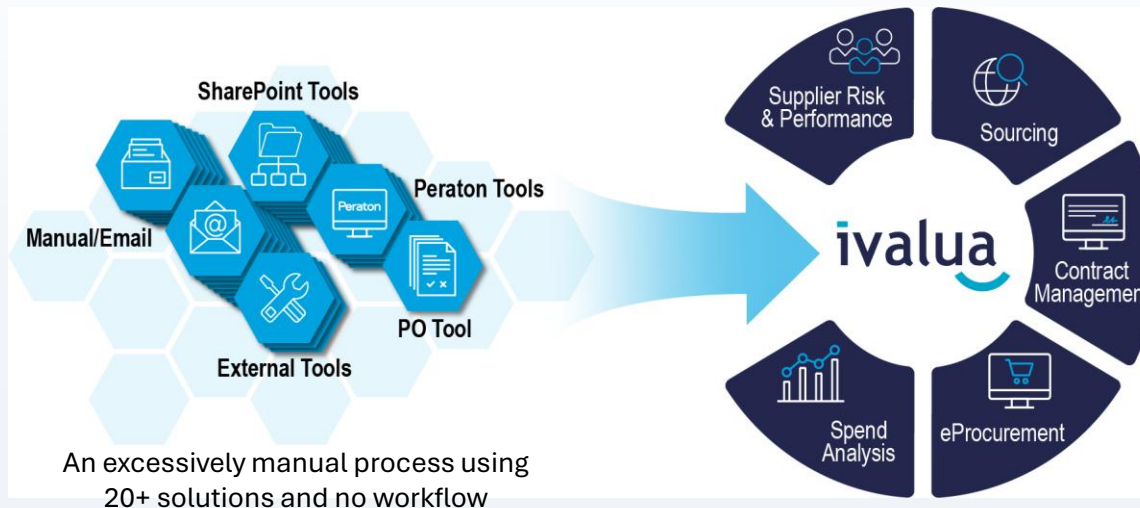 SharePoint Tools
Peraton Tools
Peraton
@
Manual/Email
PO Tool
External Tools
An excessively manual process using
20+ solutions and no workflow
Supplier Risk
& Performance
Sourcing
ivalua
Contract
Management
Spend
Analysis
eProcurement